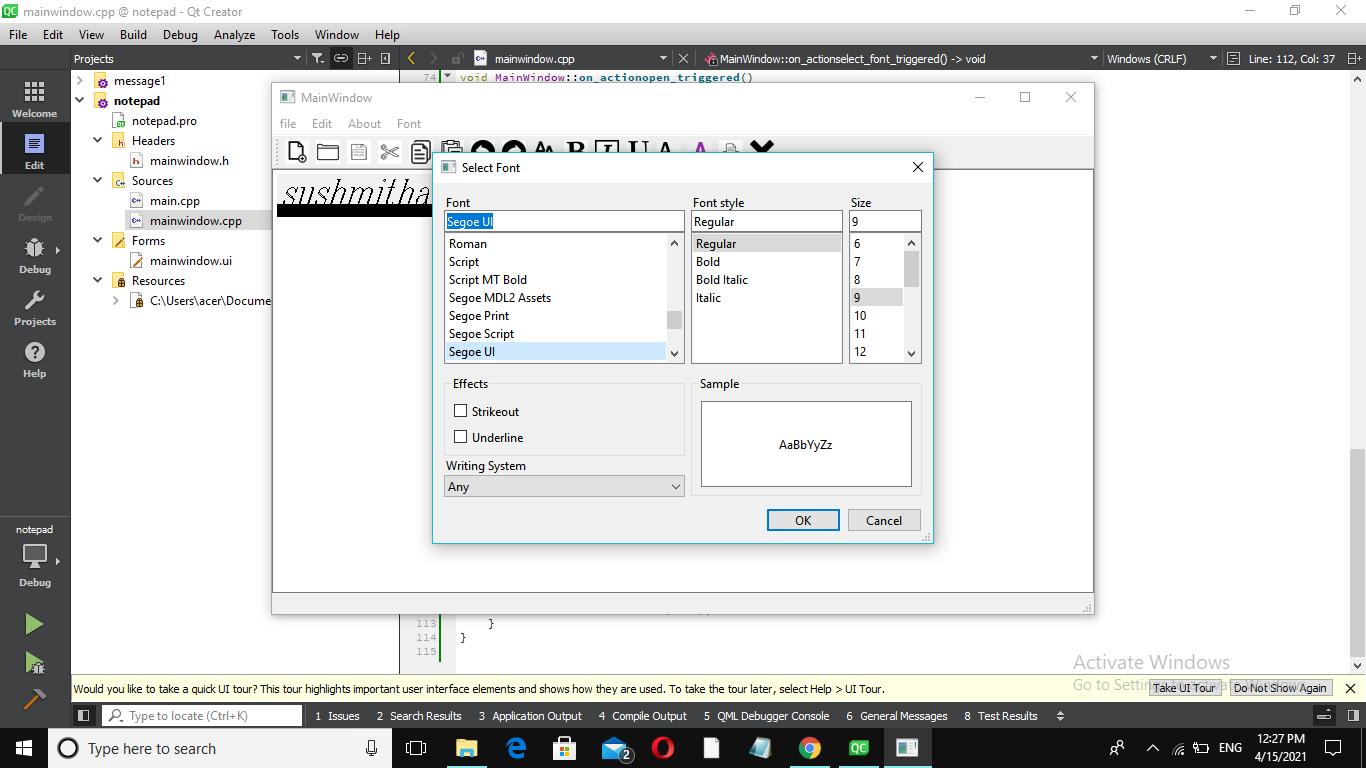 mainwindow.cpp @ notepad - Qt Creator
File Edit View Build Debug Analyze Tools Window Help
Projects mainwindow.cpp MainWindow::on_actionselect_font_triggered() -> void Windows (CRLF) Line: 112, Col: 37
Welcome
Edit
Design
Debug
Projects
Help
notepad
Debug
message1
notepad
notepad.pro
Headers
mainwindow.h
Sources
main.cpp
mainwindow.cpp
Forms
mainwindow.ui
Resources
C:\Users\acer\Docume
74 void MainWindow::on_actionopen_triggered()
MainWindow
file Edit About Font
sushmitha
Select Font
Font Font style Size
Segoe UI Regular 9
Roman Regular 6
Script Bold 7
Script MT Bold Bold Italic 8
Segoe MDL2 Assets Italic 9
Segoe Print 10
Segoe Script 11
Segoe UI 12
Effects Sample
Strikeout
Underline
AaBbYyZz
Writing System
Any
OK Cancel
113 }
114 }
115
Activate Windows
Would you like to take a quick UI tour? This tour highlights important user interface elements and shows how they are used. To take the tour later, select Help > UI Tour. Take UI Tour Do Not Show Again
Type to locate (Ctrl+K) 1 Issues 2 Search Results 3 Application Output 4 Compile Output 5 QML Debugger Console 6 General Messages 8 Test Results
Type here to search 2 ENG 12:27 PM
4/15/2021